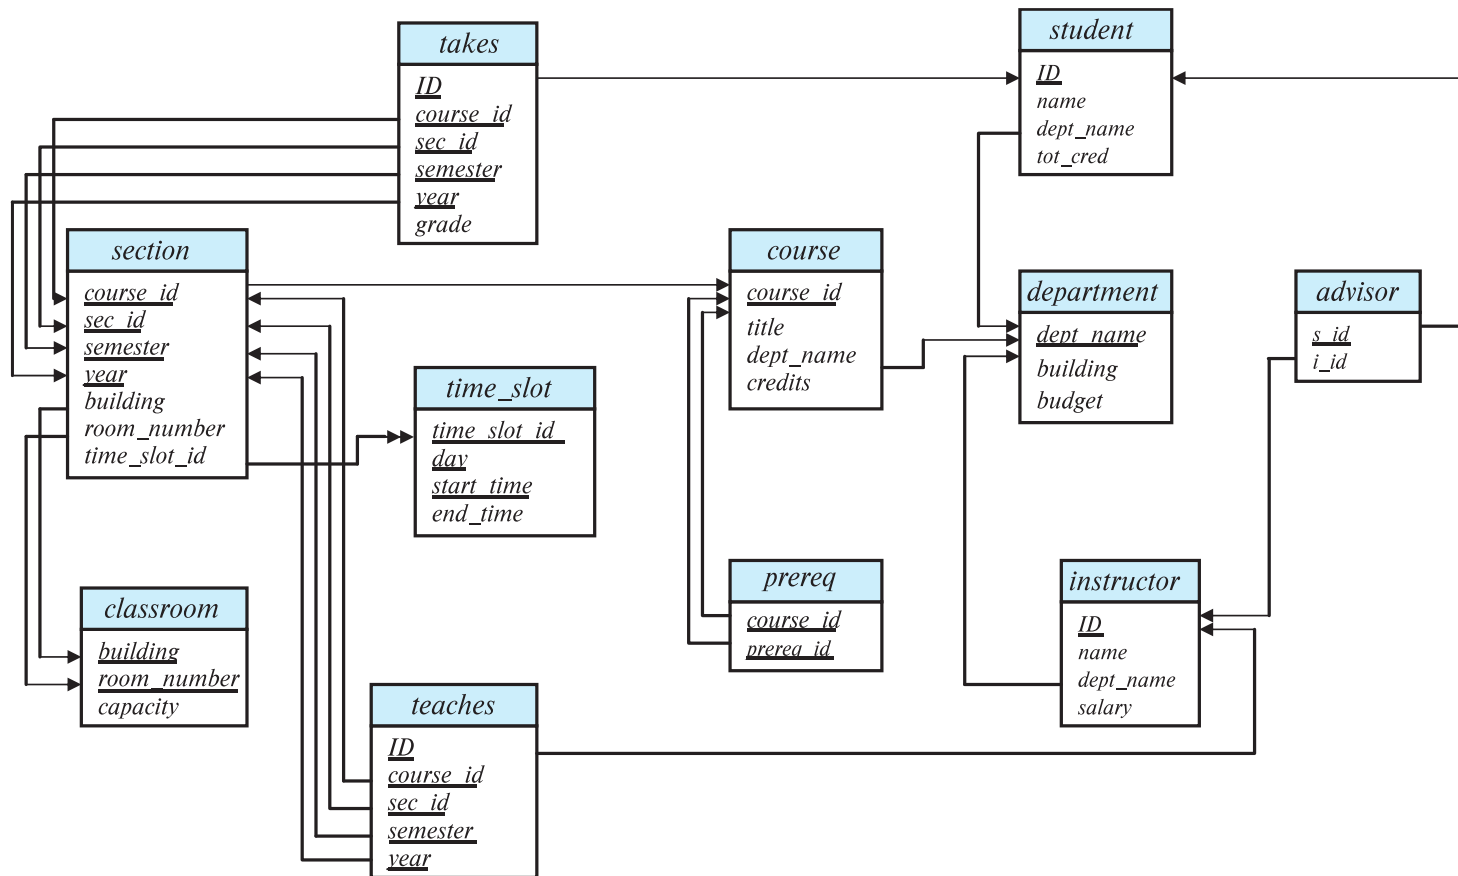 takes
ID
course_id
sec_id
semester
year
grade
student
ID
name
dept_name
tot_cred
section
course_id
sec_id
semester
year
building
room_number
time_slot_id
course
course_id
title
dept_name
credits
department
dept_name
building
budget
advisor
s_id
i_id
time_slot
time_slot_id
day
start_time
end_time
prereq
course_id
prereq_id
instructor
ID
name
dept_name
salary
classroom
building
room_number
capacity
teaches
ID
course_id
sec_id
semester
year